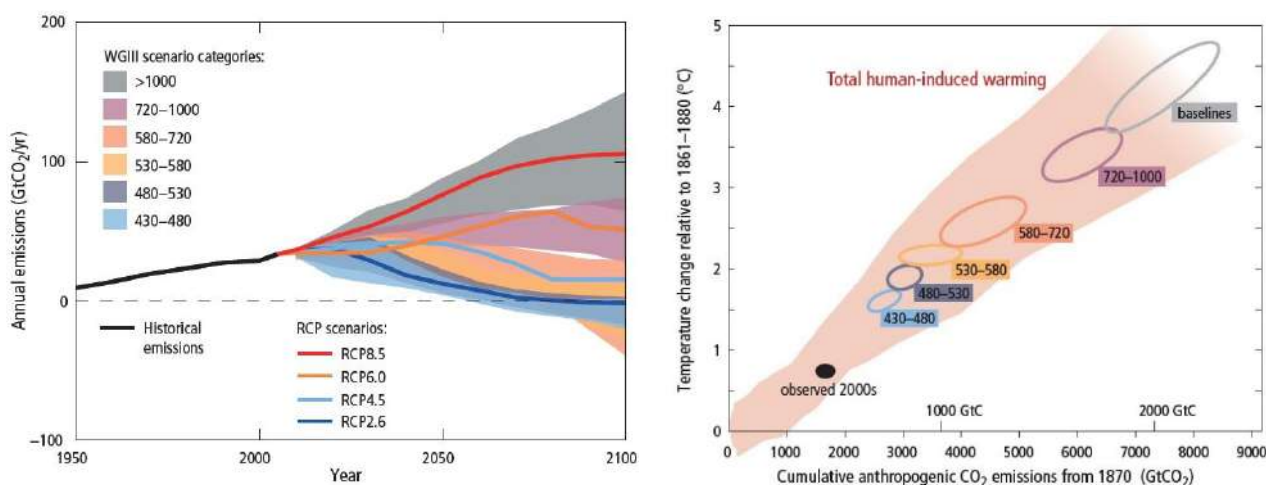 200
100
0
−100
Annual emissions (GtCO2/yr)
WGIII scenario categories:
>1000
720–1000
580–720
530–580
480–530
430–480
Historical
emissions
RCP scenarios:
RCP8.5
RCP6.0
RCP4.5
RCP2.6
1950
2000
2050
2100
Year
5
4
3
2
1
0
Temperature change relative to 1861–1880 (°C)
Total human-induced warming
baselines
720–1000
580–720
530–580
480–530
430–480
observed 2000s
1000 GtC
2000 GtC
0
1000
2000
3000
4000
5000
6000
7000
8000
9000
Cumulative anthropogenic CO2 emissions from 1870 (GtCO2)